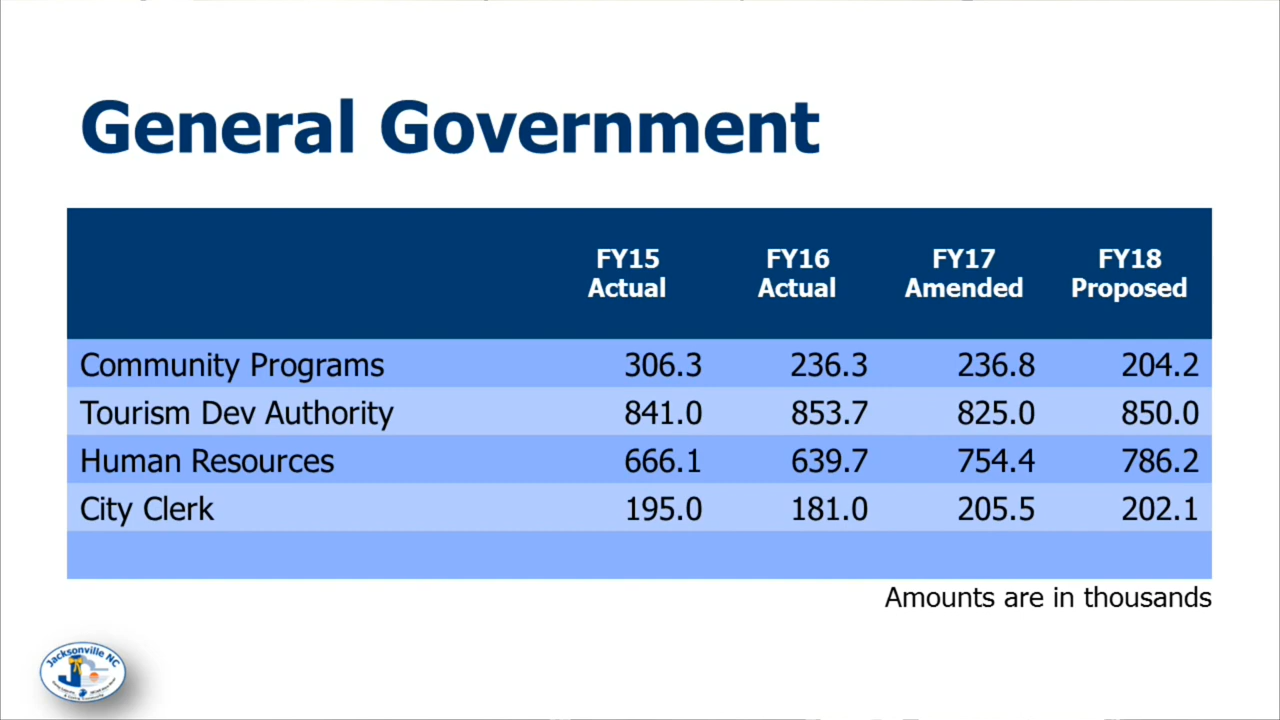 General Government
FY15 Actual FY16 Actual FY17 Amended FY18 Proposed
Community Programs 306.3 236.3 236.8 204.2
Tourism Dev Authority 841.0 853.7 825.0 850.0
Human Resources 666.1 639.7 754.4 786.2
City Clerk 195.0 181.0 205.5 202.1
Amounts are in thousands
Jacksonville NC